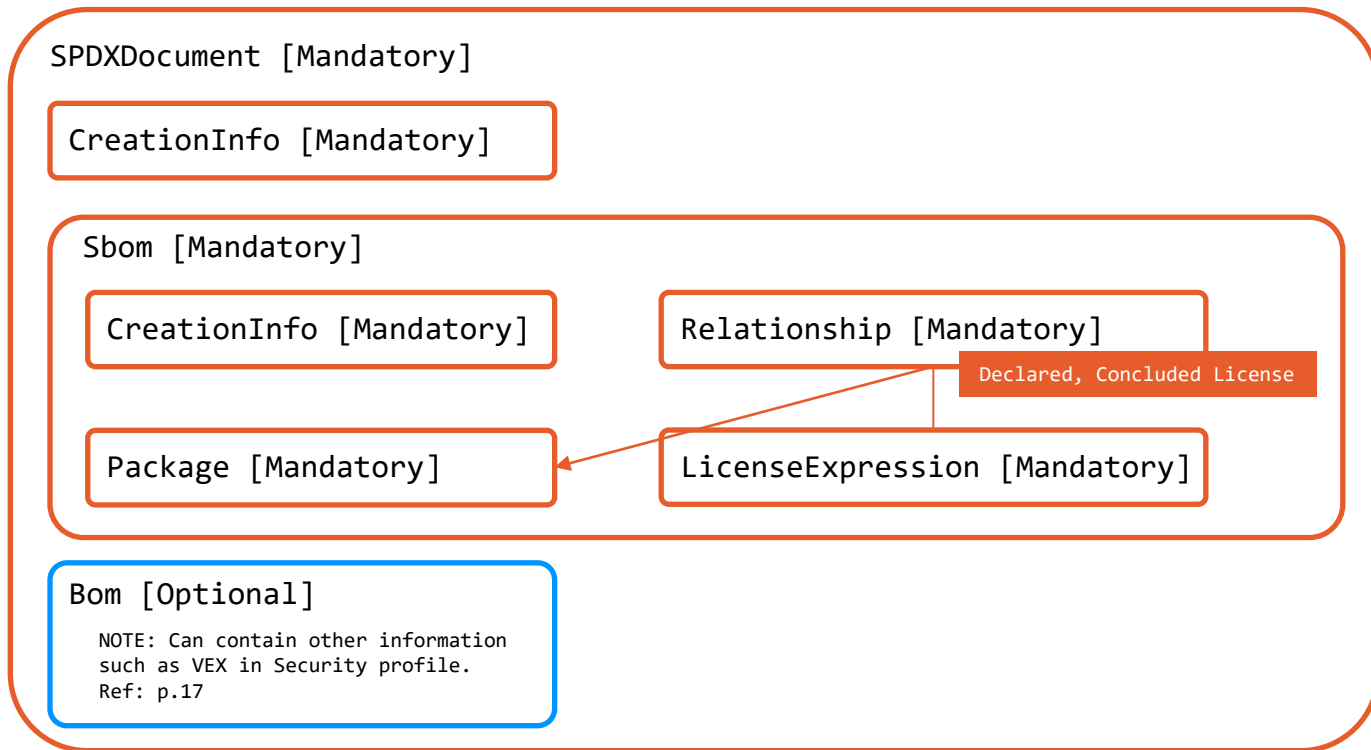 SPDXDocument [Mandatory]
CreationInfo [Mandatory]
Sbom [Mandatory]
CreationInfo [Mandatory]
Relationship [Mandatory]
Declared, Concluded License
Package [Mandatory]
LicenseExpression [Mandatory]
Bom [Optional]
NOTE: Can contain other information
such as VEX in Security profile.
Ref: p.17